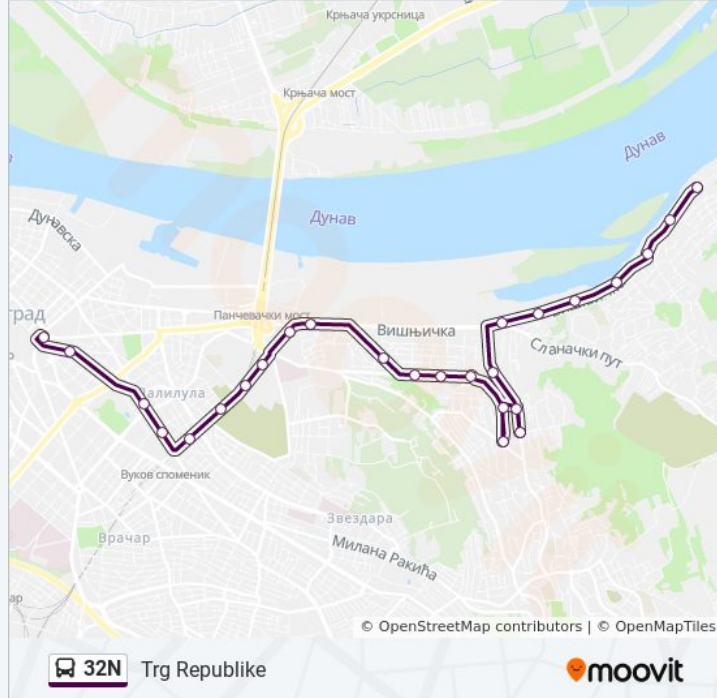 Крњача укрсница
Крњача мост
Дунав
Дунавска
Дунав
град
Панчевачки мост
Вишњичка
Сланачки пут
Палилула
Вуков споменик
Звездара
Врачар
Милана Ракића
ар
© OpenStreetMap contributors | © OpenMapTiles
32N Trg Republike
moovit